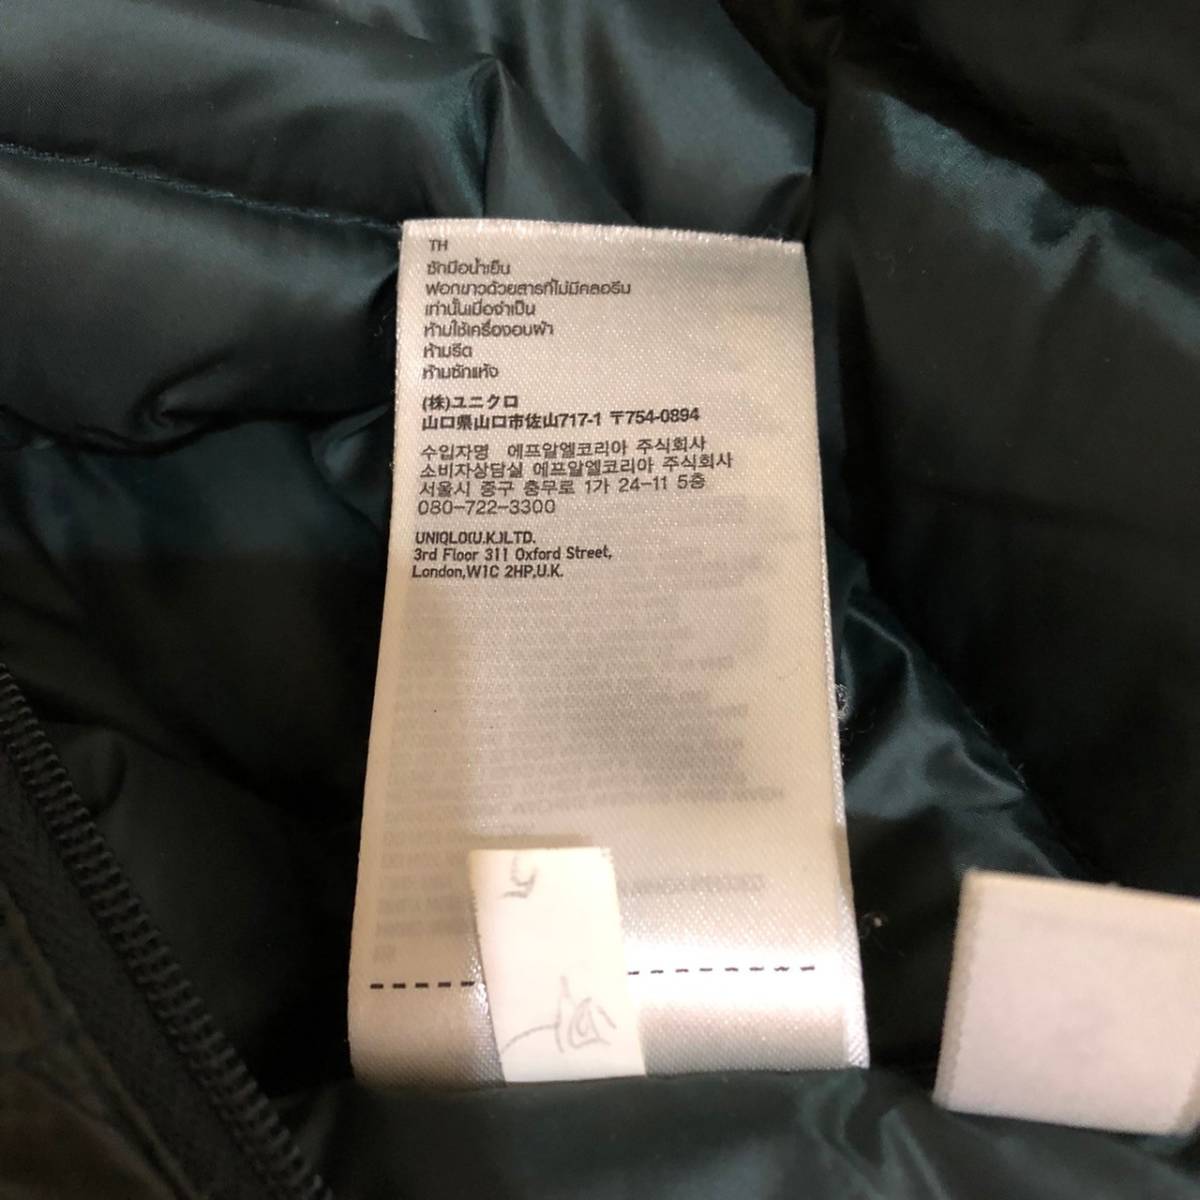 TH
ซักมือน้ำเย็น
ฟอกขาวด้วยสารที่ไม่มีคลอรีน
เท่านั้นเมื่อจำเป็น
ห้ามใช้เครื่องอบผ้า
ห้ามรีด
ห้ามซักแห้ง
(株)ユニクロ
山口県山口市佐山717-1 〒754-0894
수입자명 에프알엘코리아 주식회사
소비자상담실 에프알엘코리아 주식회사
서울시 중구 충무로 1가 24-11 5층
080-722-3300
UNIQLO(U.K.)LTD.
3rd Floor 311 Oxford Street,
London,W1C 2HP,U.K.